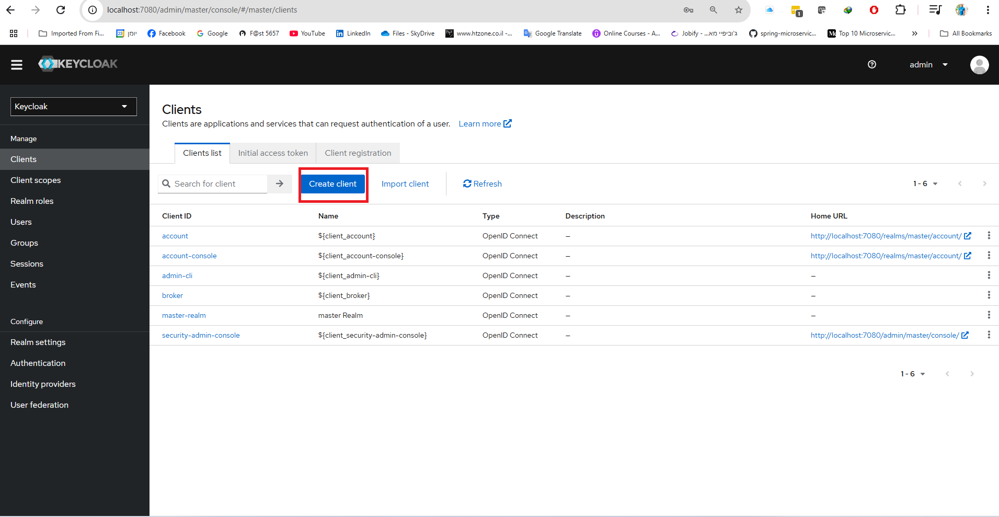 localhost:7080/admin/master/console/#/master/clients
1
Imported From Fi...
23
יומן
Facebook
Google
F@st 5657
YouTube
LinkedIn
Files - SkyDrive
www.htzone.co.il -...
Google Translate
Online Courses - A...
Jobify - ...ג'וביפיי מא
spring-microservic...
Top 10 Microservic...
All Bookmarks
KEYCLOAK
admin
Keycloak
Manage
Clients
Client scopes
Realm roles
Users
Groups
Sessions
Events
Configure
Realm settings
Authentication
Identity providers
User federation
Clients
Clients are applications and services that can request authentication of a user. Learn more
Clients list Initial access token Client registration
Search for client Create client Import client Refresh 1 - 6
Client ID Name Type Description Home URL
account ${client_account} OpenID Connect – http://localhost:7080/realms/master/account/
account-console ${client_account-console} OpenID Connect – http://localhost:7080/realms/master/account/
admin-cli ${client_admin-cli} OpenID Connect – –
broker ${client_broker} OpenID Connect – –
master-realm master Realm OpenID Connect – –
security-admin-console ${client_security-admin-console} OpenID Connect – http://localhost:7080/admin/master/console/
1 - 6